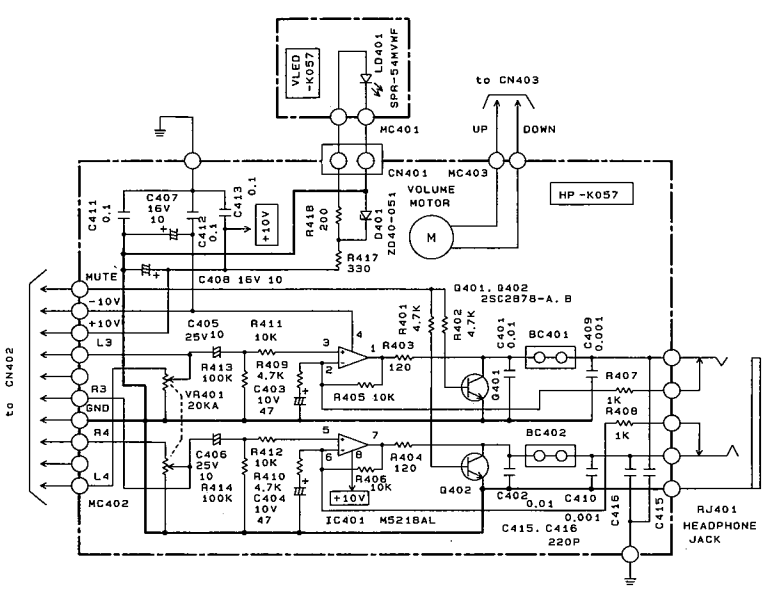 VLED
-K057
LD401
SPR-54MVWF
MC401
to CN403
UP
DOWN
CN401
MC403
HP-K057
VOLUME
MOTOR
M
C411
0.1
C407
16V
10
+
C412
0.1
C413
0.1
+10V
R418
200
D401
ZD40-051
R417
330
C408 16V 10
+
to CN402
MUTE
-10V
+10V
L3
R3
GND
R4
L4
MC402
Q401, Q402
2SC2878-A, B
C405
25V10
R411
10K
R413
100K
R409
4.7K
C403
10V
47
+
VR401
20KA
3
2
4
1
R403
120
R405 10K
R401
4.7K
R402
4.7K
Q401
C401
0.01
BC401
C409
0.001
R407
1K
R408
1K
C406
25V
10
R414
100K
R412
10K
R410
4.7K
C404
10V
47
+
5
6
7
8
+10V
R404
120
R406
10K
IC401 M5218AL
Q402
BC402
C402
0.01
C410
0.001
C415, C416
220P
C416
C415
RJ401
HEADPHONE
JACK